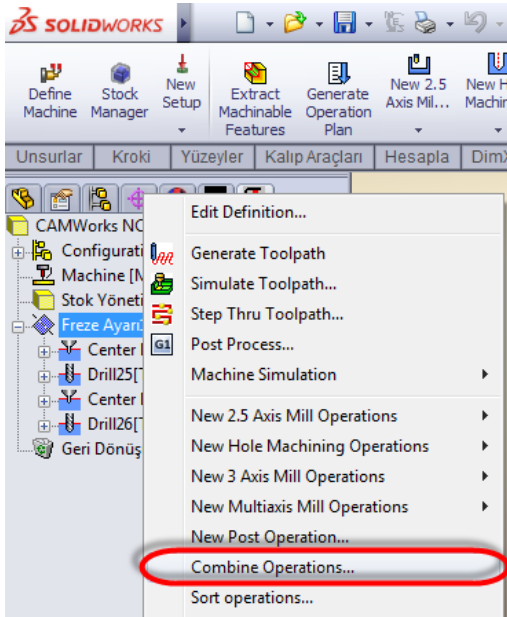 SOLIDWORKS
Define Machine
Stock Manager
New Setup
Extract Machinable Features
Generate Operation Plan
New 2.5 Axis Mil...
New H
Machin
Unsurlar Kroki Yüzeyler Kalıp Araçları Hesapla DimX
CAMWorks NC
Configurati
Machine [M
Stok Yöneti
Freze Ayarı
Center
Drill25[T
Center
Drill26[T
Geri Dönüş
Edit Definition...
Generate Toolpath
Simulate Toolpath...
Step Thru Toolpath...
G1 Post Process...
Machine Simulation
New 2.5 Axis Mill Operations
New Hole Machining Operations
New 3 Axis Mill Operations
New Multiaxis Mill Operations
New Post Operation...
Combine Operations...
Sort operations...